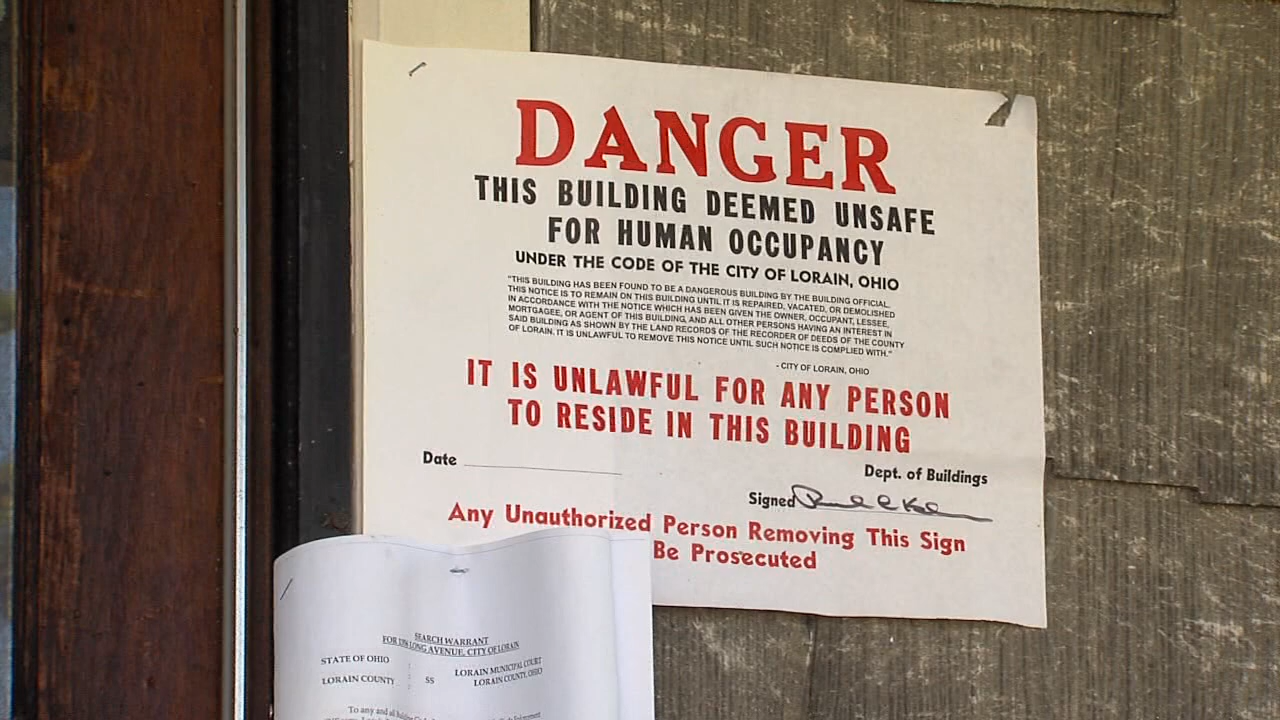 DANGER
THIS BUILDING DEEMED UNSAFE
FOR HUMAN OCCUPANCY
UNDER THE CODE OF THE CITY OF LORAIN, OHIO
"THIS BUILDING HAS BEEN FOUND TO BE A DANGEROUS BUILDING BY THE BUILDING OFFICIAL.
THIS NOTICE IS TO REMAIN ON THIS BUILDING UNTIL IT IS REPAIRED, VACATED, OR DEMOLISHED
IN ACCORDANCE WITH THE NOTICE WHICH HAS BEEN GIVEN THE OWNER, OCCUPANT, LESSEE,
MORTGAGEE, OR AGENT OF THIS BUILDING, AND ALL OTHER PERSONS HAVING AN INTEREST IN
SAID BUILDING AS SHOWN BY THE LAND RECORDS OF THE RECORDER OF DEEDS OF THE COUNTY
OF LORAIN. IT IS UNLAWFUL TO REMOVE THIS NOTICE UNTIL SUCH NOTICE IS COMPLIED WITH."
- CITY OF LORAIN, OHIO
IT IS UNLAWFUL FOR ANY PERSON
TO RESIDE IN THIS BUILDING
Date
Dept. of Buildings
Signed
Any Unauthorized Person Removing This Sign
Be Prosecuted
SEARCH WARRANT
FOR LONG AVENUE, CITY OF LORAIN
STATE OF OHIO : LORAIN MUNICIPAL COURT
LORAIN COUNTY : SS LORAIN COUNTY, OHIO
To any and all